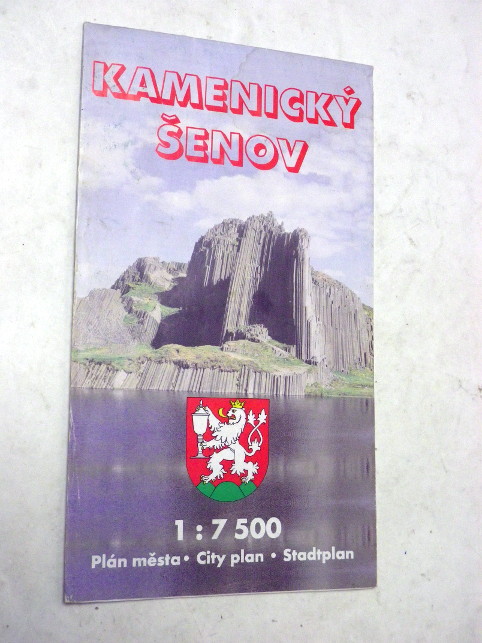 KAMENICKÝ
ŠENOV
1 : 7 500
Plán města • City plan • Stadtplan